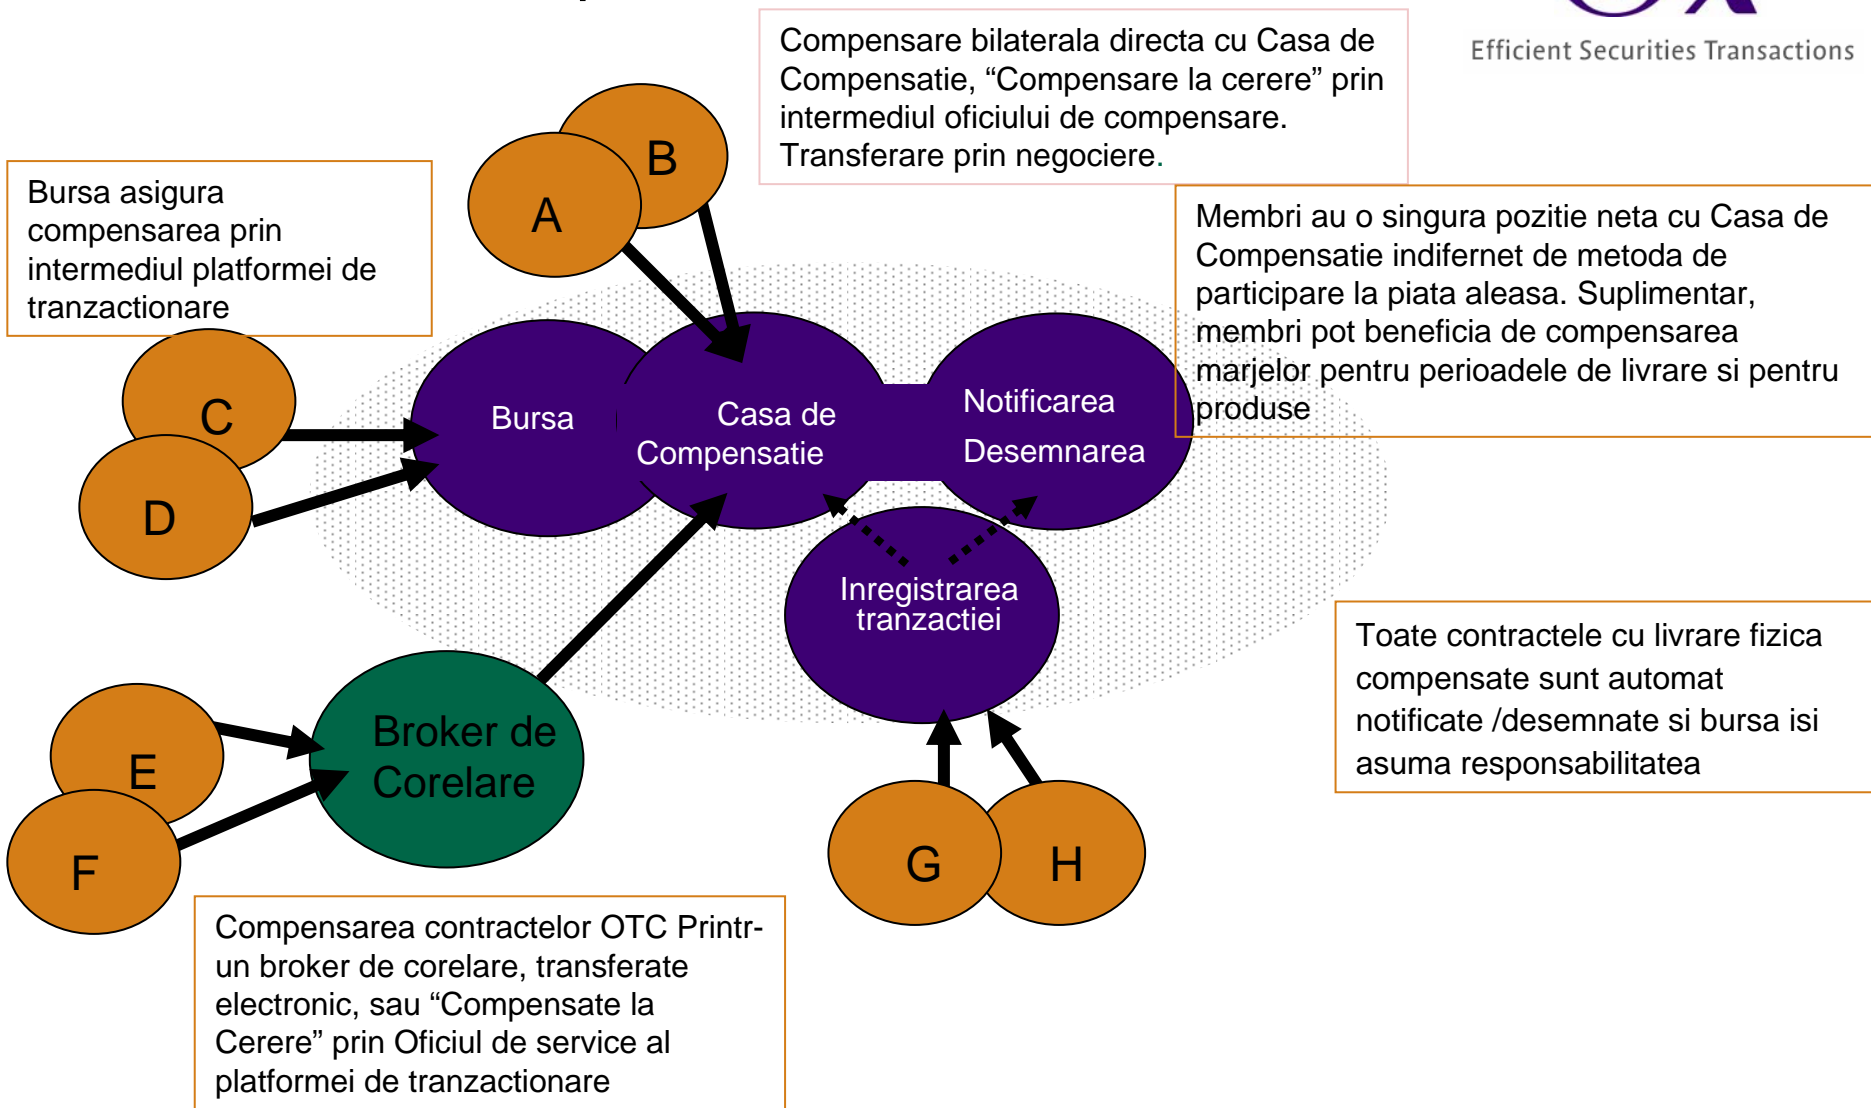 Efficient Securities Transactions
Compensare bilaterala directa cu Casa de
Compensatie, “Compensare la cerere” prin
intermediul oficiului de compensare.
Transferare prin negociere.
Bursa asigura
compensarea prin
intermediul platformei de
tranzactionare
Membri au o singura pozitie neta cu Casa de
Compensatie indifernet de metoda de
participare la piata aleasa. Suplimentar,
membri pot beneficia de compensarea
marjelor pentru perioadele de livrare si pentru
produse
B
A
C
D
Bursa
Casa de
Compensatie
Notificarea
Desemnarea
Inregistrarea
tranzactiei
Toate contractele cu livrare fizica
compensate sunt automat
notificate /desemnate si bursa isi
asuma responsabilitatea
Broker de
Corelare
E
F
G
H
Compensarea contractelor OTC Printr-
un broker de corelare, transferate
electronic, sau “Compensate la
Cerere” prin Oficiul de service al
platformei de tranzactionare